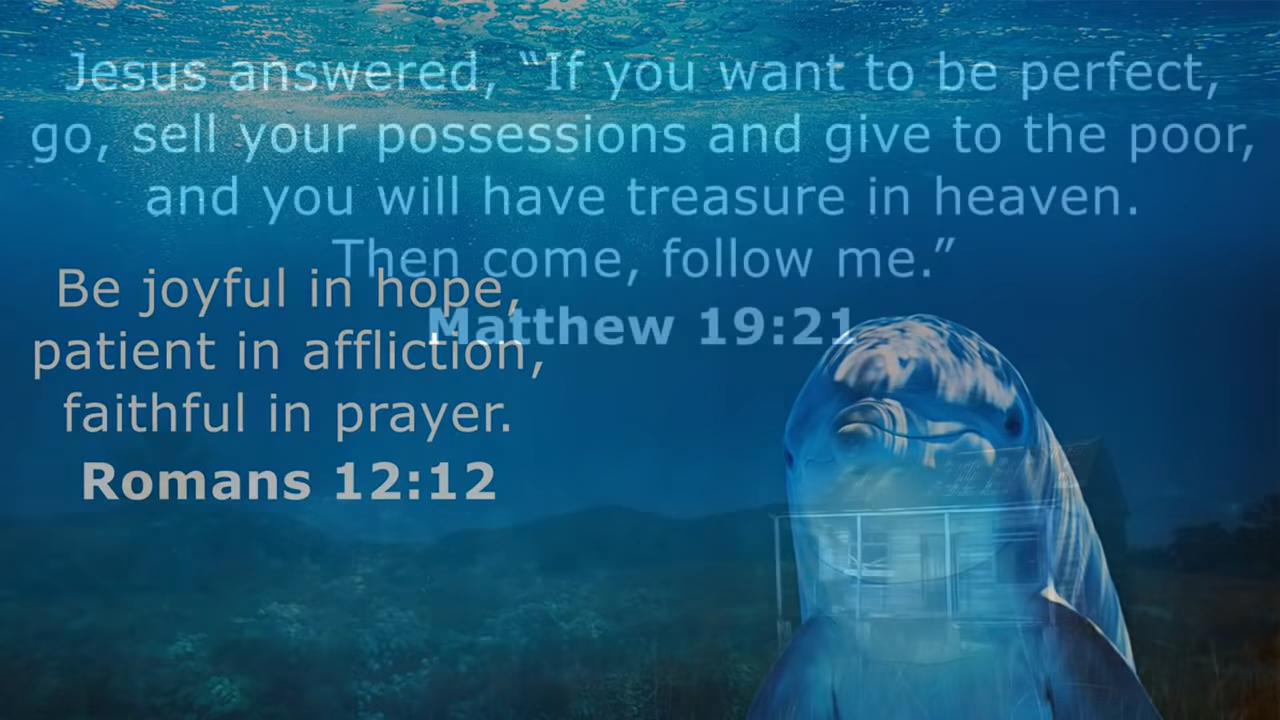 Jesus answered, “If you want to be perfect,
go, sell your possessions and give to the poor,
and you will have treasure in heaven.
Then come, follow me.”
Matthew 19:21
Be joyful in hope,
patient in affliction,
faithful in prayer.
Romans 12:12